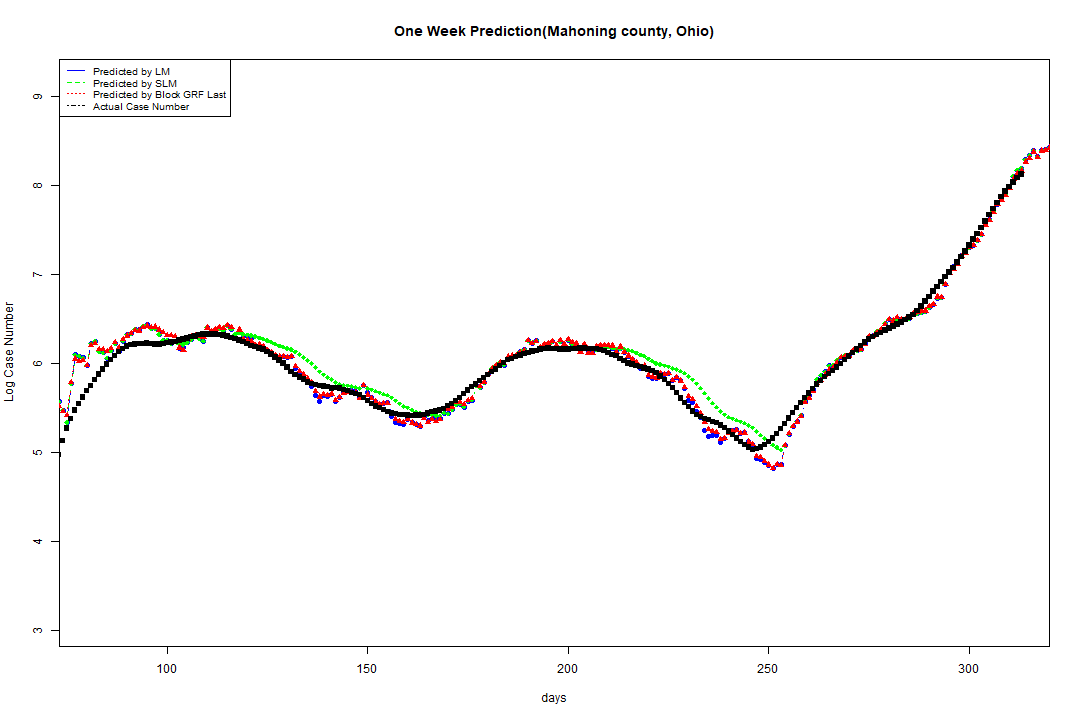 One Week Prediction(Mahoning county, Ohio)
Predicted by LM
Predicted by SLM
Predicted by Block GRF Last
Actual Case Number
9
8
7
6
5
4
3
Log Case Number
100 150 200 250 300
days